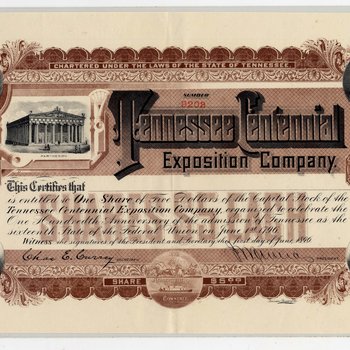 CHARTERED UNDER THE LAWS OF THE STATE OF TENNESSEE
NUMBER
8208
Tennessee Centennial
Exposition Company.
PARTHENON
This Certifies that
is entitled to One Share of Five Dollars of the Capital Stock of the
Tennessee Centennial Exposition Company, organized to celebrate the
One Hundredth Anniversary of the admission of Tennessee as the
sixteenth State of the Federal Union on June 1st 1796.
Witness the signatures of the President and Secretary the first day of June 1896
Chas E. Currey
SECRETARY
PRESIDENT
SHARE
$5.00
COMMERCE